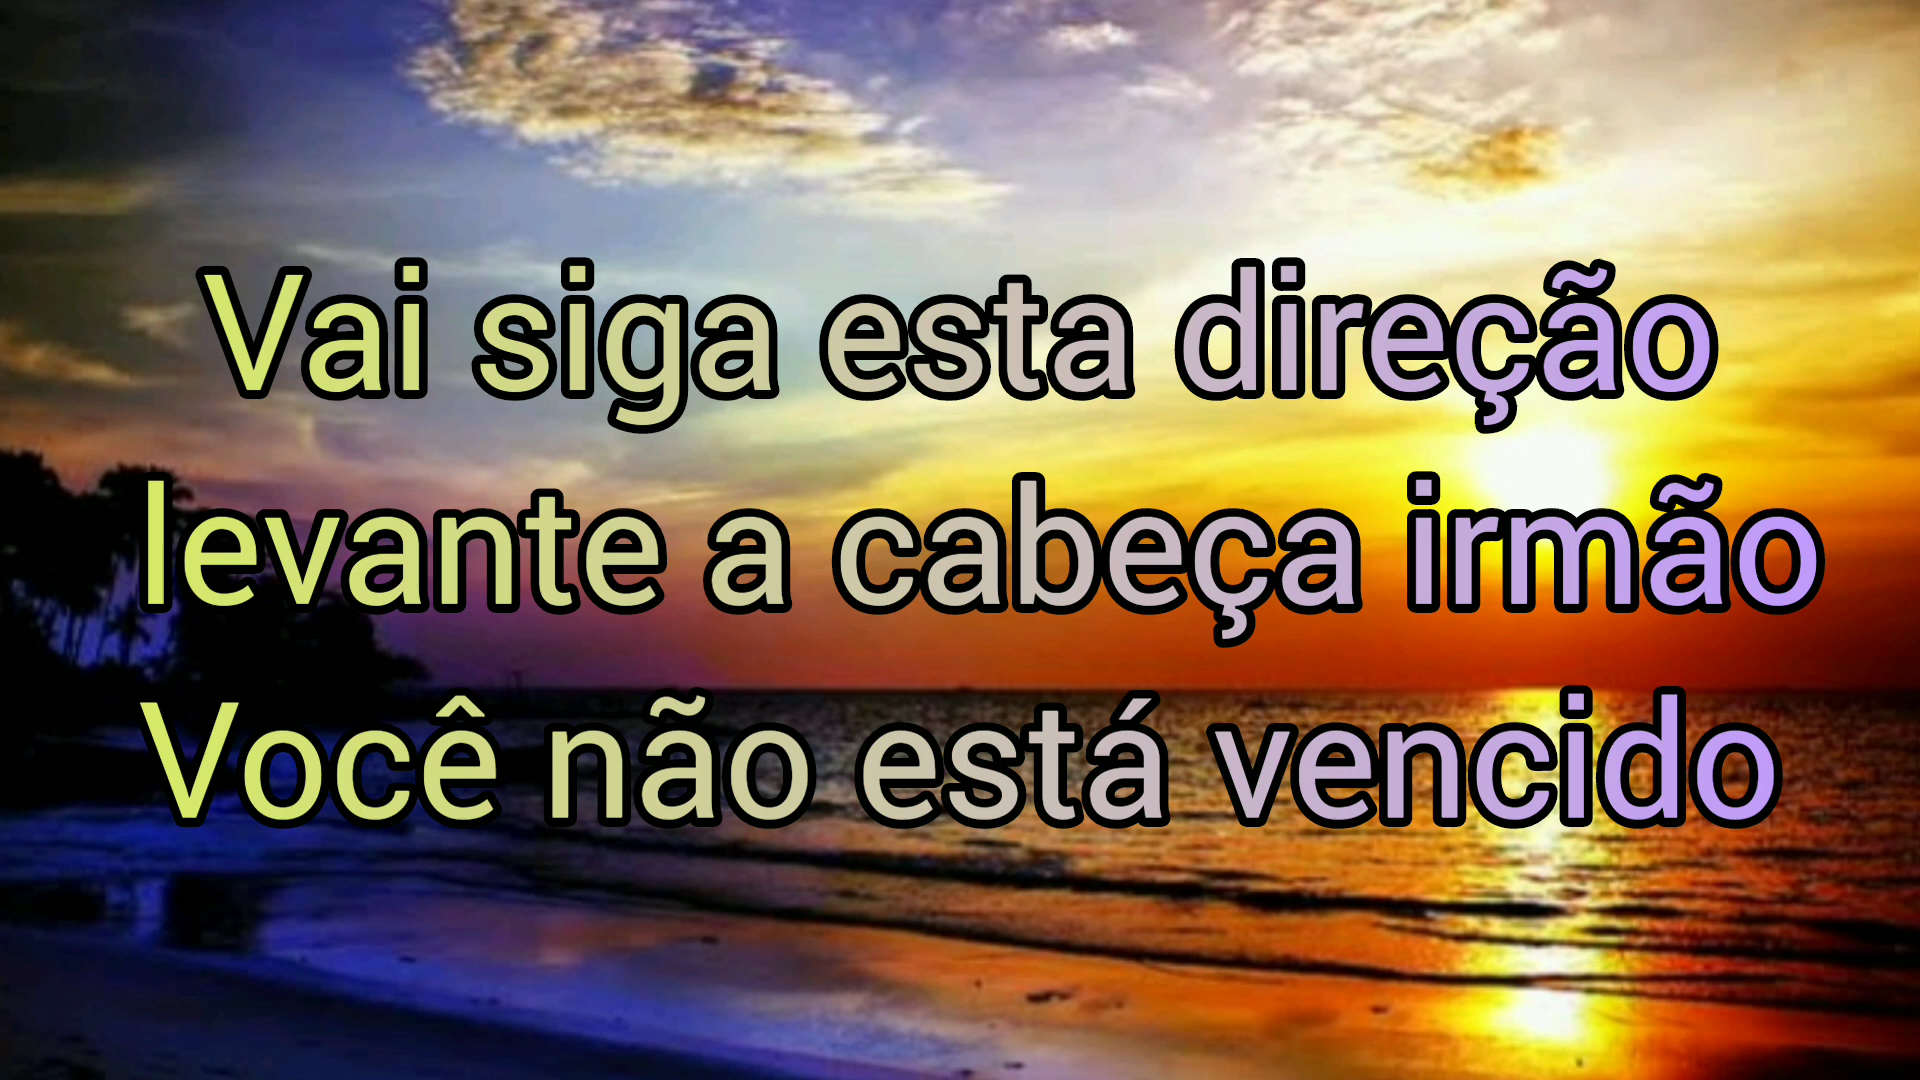 Vai siga esta direção
levante a cabeça irmão
Você não está vencido